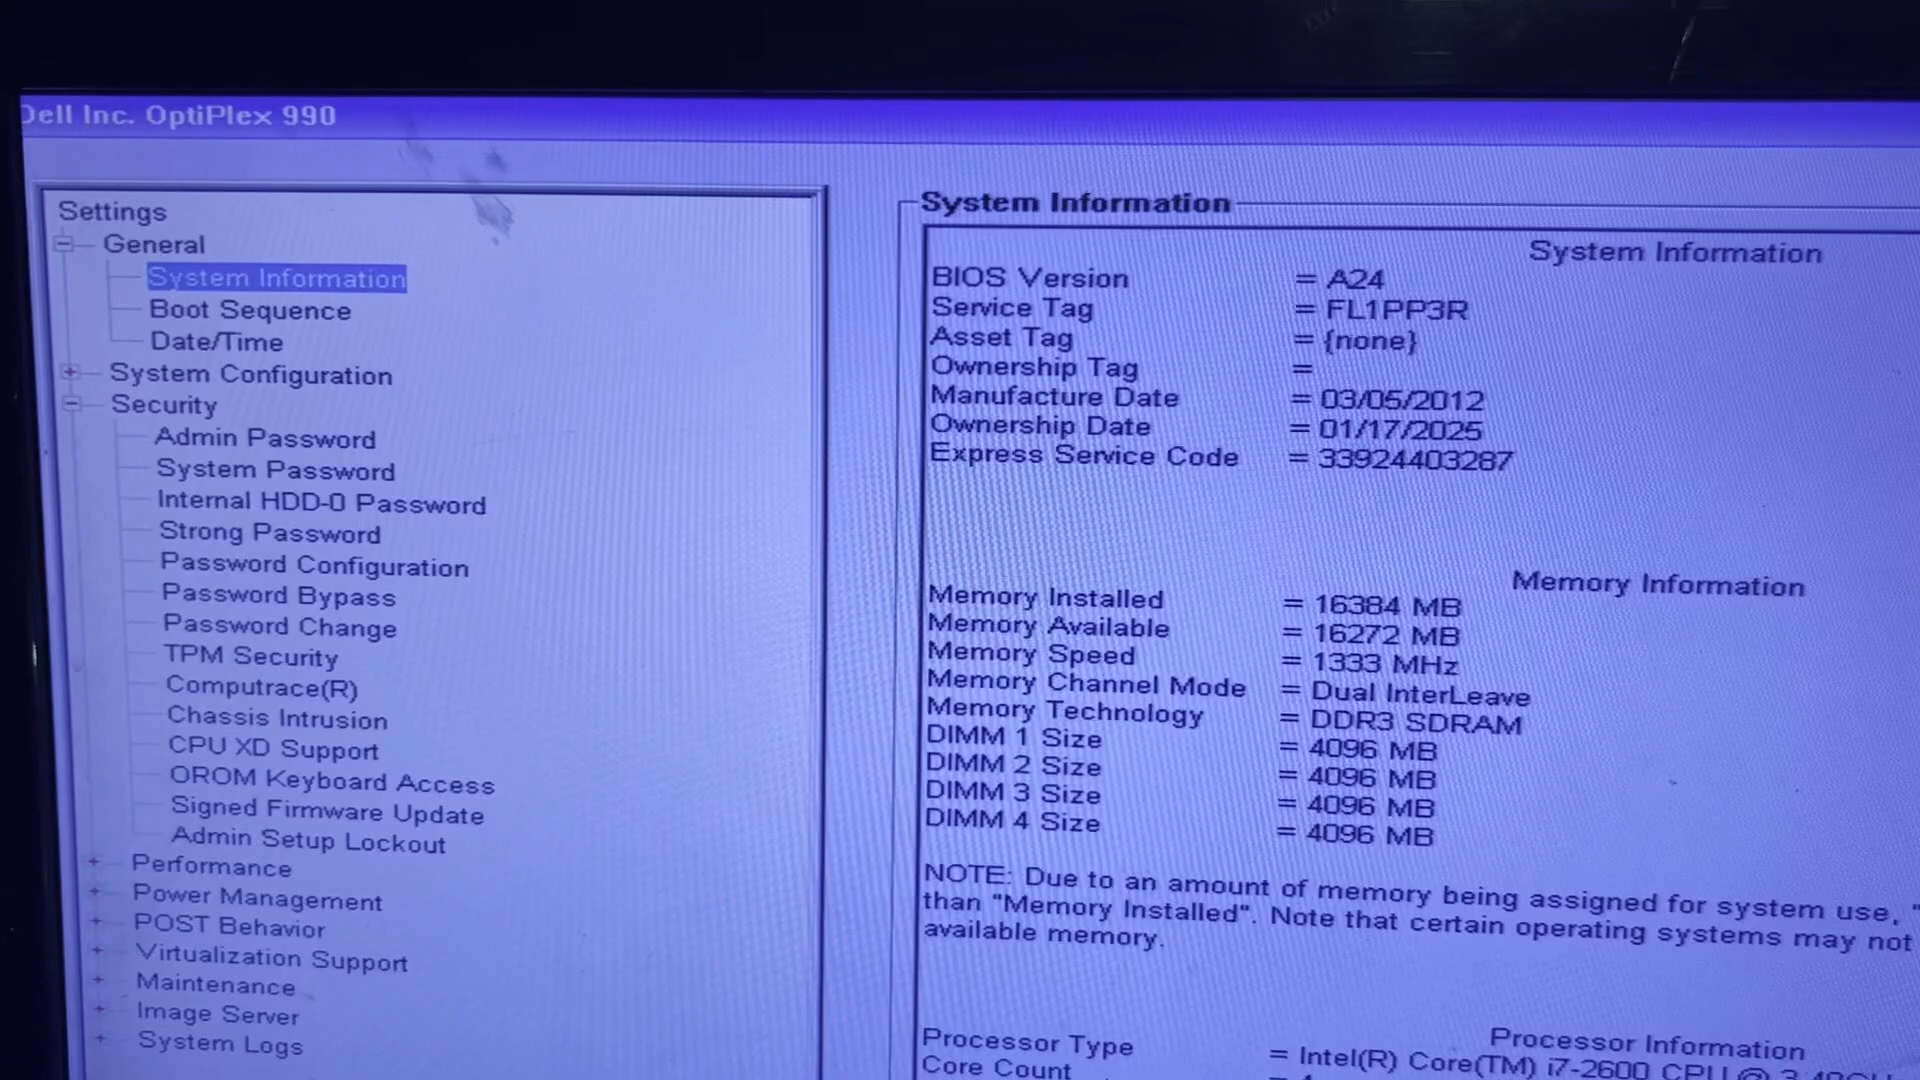 Dell Inc. OptiPlex 990
Settings
General
System Information
Boot Sequence
Date/Time
System Configuration
Security
Admin Password
System Password
Internal HDD-0 Password
Strong Password
Password Configuration
Password Bypass
Password Change
TPM Security
Computrace(R)
Chassis Intrusion
CPU XD Support
OROM Keyboard Access
Signed Firmware Update
Admin Setup Lockout
Performance
Power Management
POST Behavior
Virtualization Support
Maintenance
Image Server
System Logs
System Information
System Information
BIOS Version = A24
Service Tag = FL1PP3R
Asset Tag = {none}
Ownership Tag =
Manufacture Date = 03/05/2012
Ownership Date = 01/17/2025
Express Service Code = 33924403287
Memory Information
Memory Installed = 16384 MB
Memory Available = 16272 MB
Memory Speed = 1333 MHz
Memory Channel Mode = Dual InterLeave
Memory Technology = DDR3 SDRAM
DIMM 1 Size = 4096 MB
DIMM 2 Size = 4096 MB
DIMM 3 Size = 4096 MB
DIMM 4 Size = 4096 MB
NOTE: Due to an amount of memory being assigned for system use, "
than "Memory Installed". Note that certain operating systems may not
available memory.
Processor Information
Processor Type = Intel(R) Core(TM) i7-2600 CPU @
Core Count